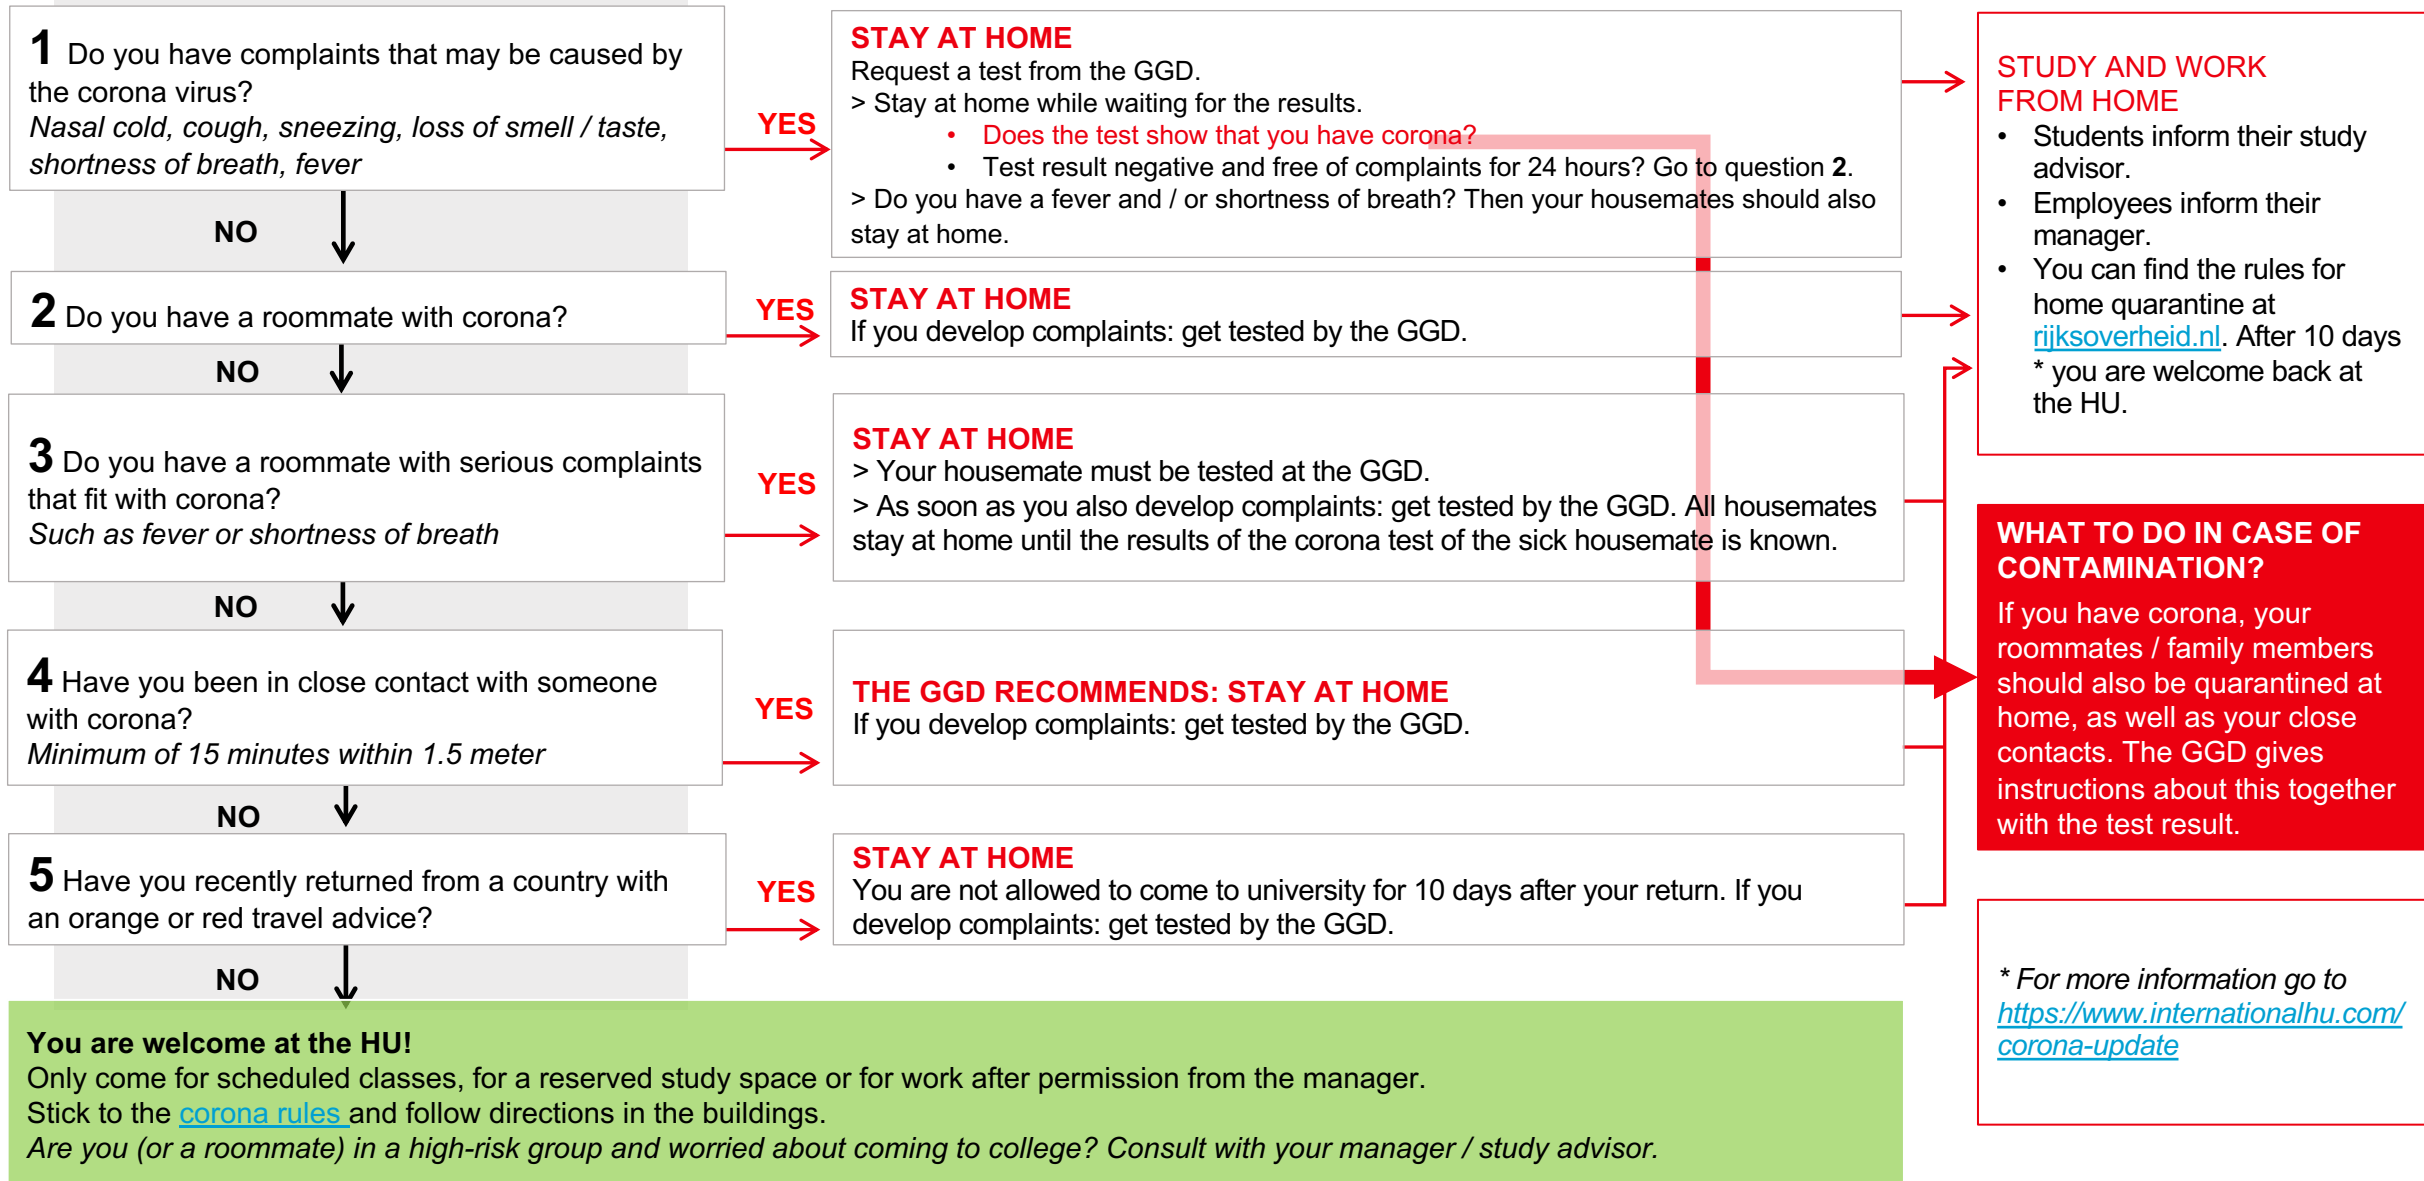 1 Do you have complaints that may be caused by
the corona virus?
Nasal cold, cough, sneezing, loss of smell / taste,
shortness of breath, fever
YES
STAY AT HOME
Request a test from the GGD.
> Stay at home while waiting for the results.
• Does the test show that you have corona?
• Test result negative and free of complaints for 24 hours? Go to question 2.
> Do you have a fever and / or shortness of breath? Then your housemates should also
stay at home.
NO
2 Do you have a roommate with corona?
YES
STAY AT HOME
If you develop complaints: get tested by the GGD.
NO
3 Do you have a roommate with serious complaints
that fit with corona?
Such as fever or shortness of breath
YES
STAY AT HOME
> Your housemate must be tested at the GGD.
> As soon as you also develop complaints: get tested by the GGD. All housemates
stay at home until the results of the corona test of the sick housemate is known.
NO
4 Have you been in close contact with someone
with corona?
Minimum of 15 minutes within 1.5 meter
YES
THE GGD RECOMMENDS: STAY AT HOME
If you develop complaints: get tested by the GGD.
NO
5 Have you recently returned from a country with
an orange or red travel advice?
YES
STAY AT HOME
You are not allowed to come to university for 10 days after your return. If you
develop complaints: get tested by the GGD.
NO
You are welcome at the HU!
Only come for scheduled classes, for a reserved study space or for work after permission from the manager.
Stick to the corona rules and follow directions in the buildings.
Are you (or a roommate) in a high-risk group and worried about coming to college? Consult with your manager / study advisor.
STUDY AND WORK
FROM HOME
• Students inform their study
advisor.
• Employees inform their
manager.
• You can find the rules for
home quarantine at
rijksoverheid.nl. After 10 days
* you are welcome back at
the HU.
WHAT TO DO IN CASE OF
CONTAMINATION?
If you have corona, your
roommates / family members
should also be quarantined at
home, as well as your close
contacts. The GGD gives
instructions about this together
with the test result.
* For more information go to
https://www.internationalhu.com/
corona-update